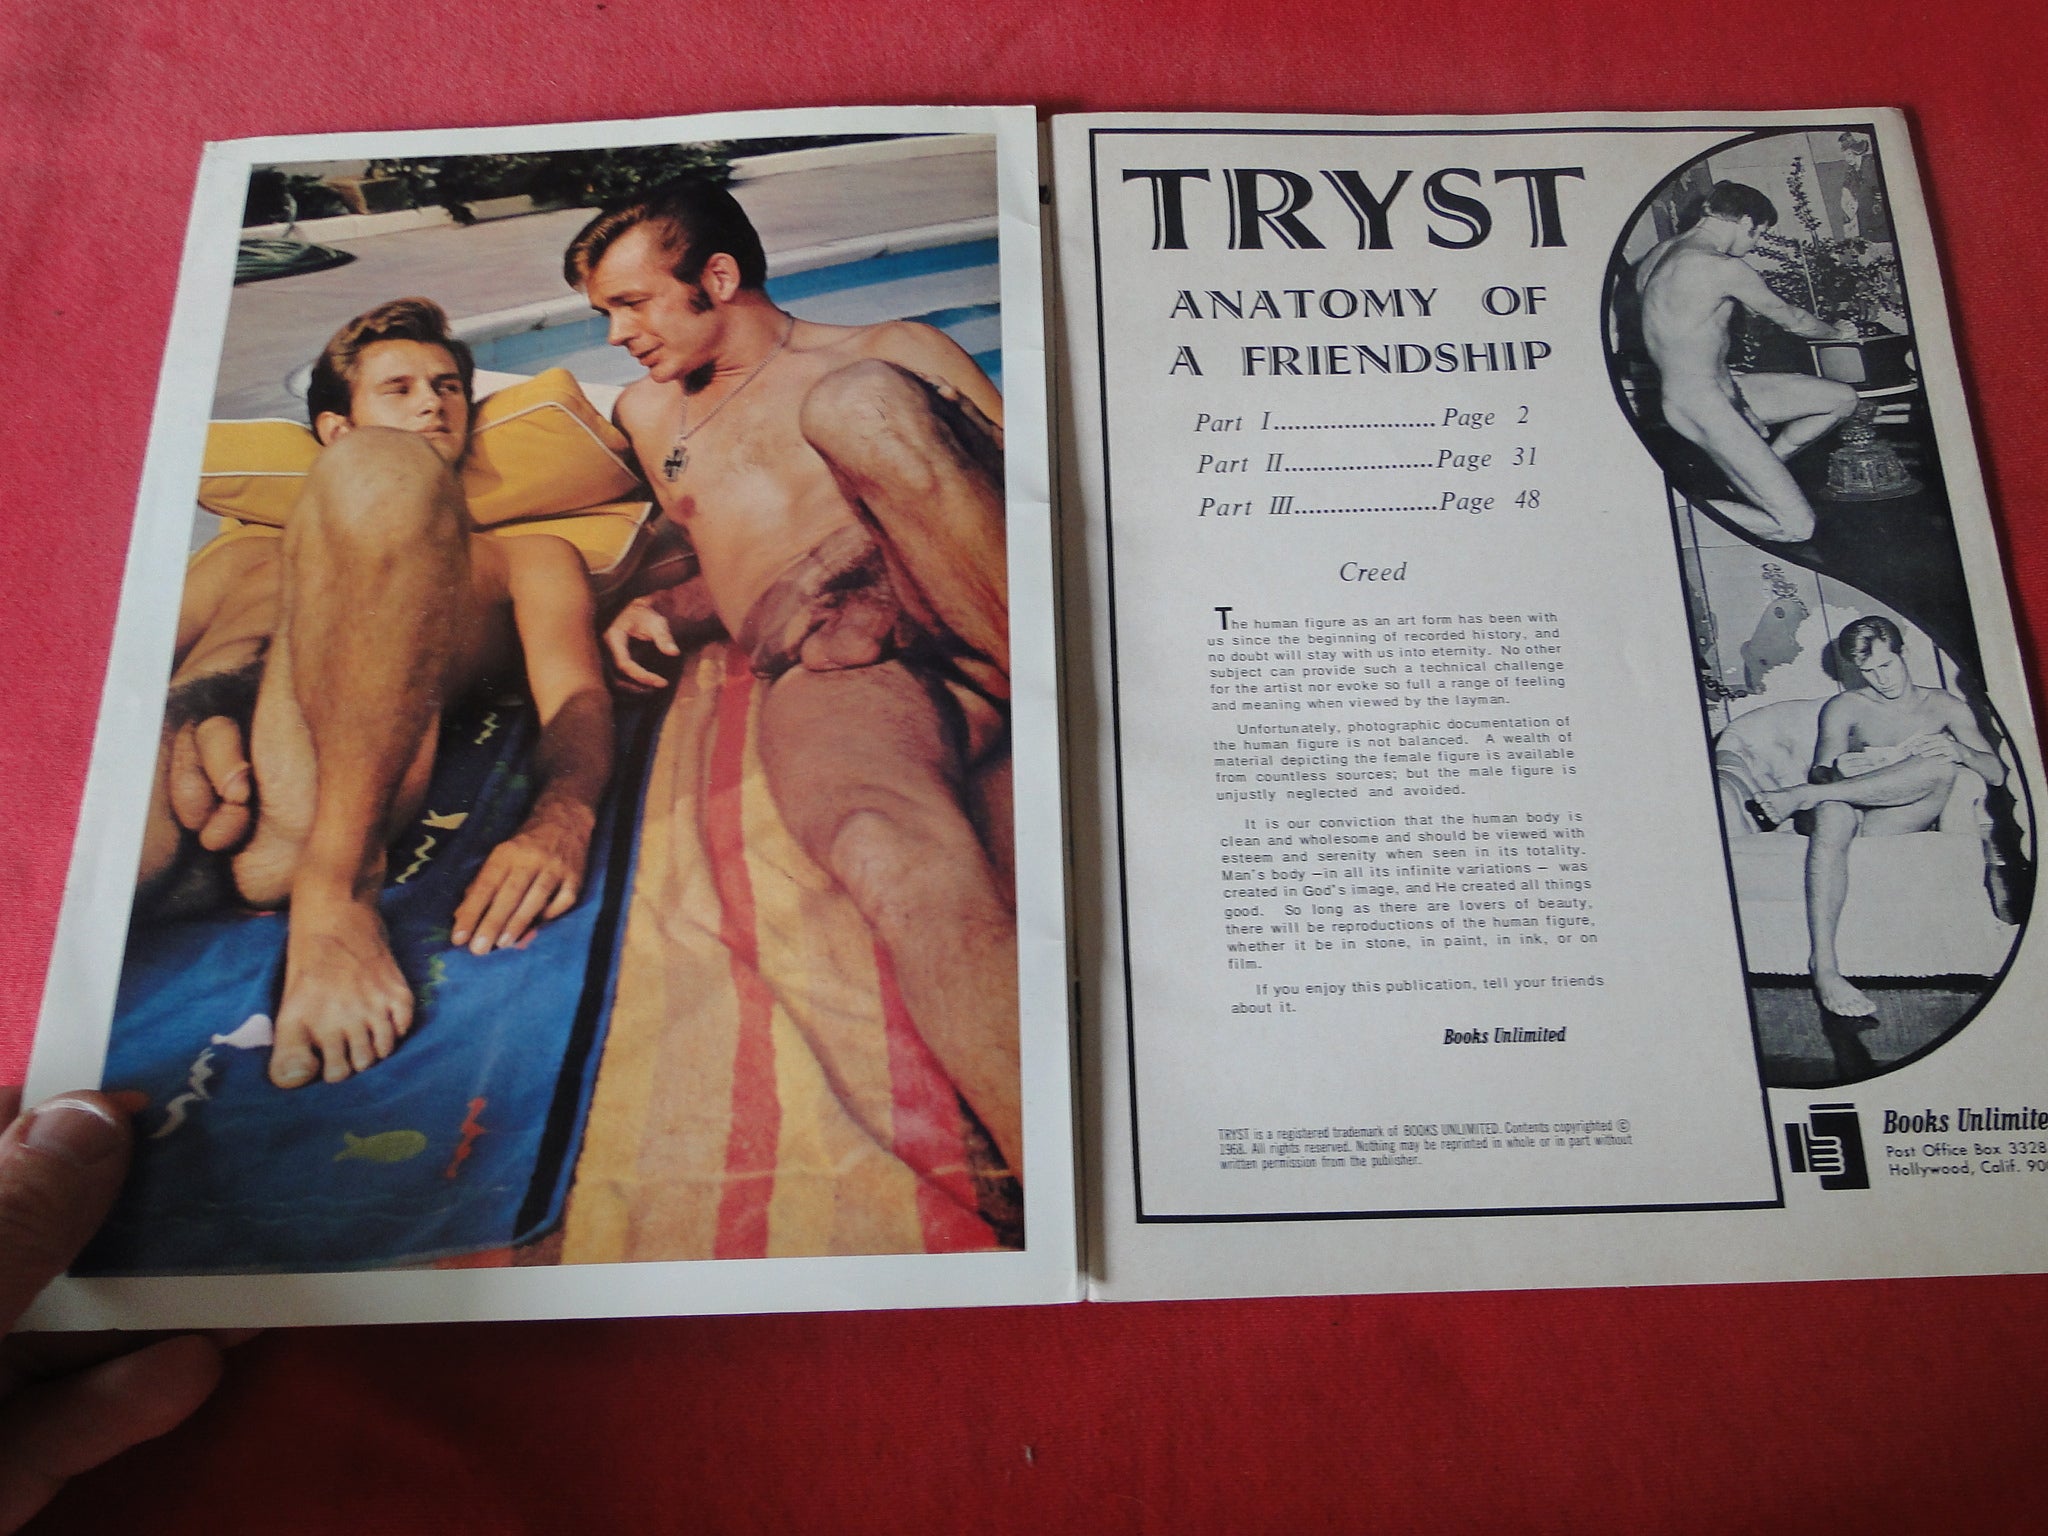 TRYST
ANATOMY OF
A FRIENDSHIP
Part I....................... Page 2
Part II.....................Page 31
Part III....................Page 48
Creed
The human figure as an art form has been with
us since the beginning of recorded history, and
no doubt will stay with us into eternity. No other
subject can provide such a technical challenge
for the artist nor evoke so full a range of feeling
and meaning when viewed by the layman.
Unfortunately, photographic documentation of
the human figure is not balanced. A wealth of
material depicting the female figure is available
from countless sources; but the male figure is
unjustly neglected and avoided.
It is our conviction that the human body is
clean and wholesome and should be viewed with
esteem and serenity when seen in its totality.
Man's body —in all its infinite variations — was
created in God's image, and He created all things
good. So long as there are lovers of beauty,
there will be reproductions of the human figure,
whether it be in stone, in paint, in ink, or on
film.
If you enjoy this publication, tell your friends
about it.
Books Unlimited
TRYST is a registered trademark of BOOKS UNLIMITED. Contents copyrighted ©
1968. All rights reserved. Nothing may be reprinted in whole or in part without
written permission from the publisher.
Books Unlimite
Post Office Box 3328
Hollywood, Calif. 90